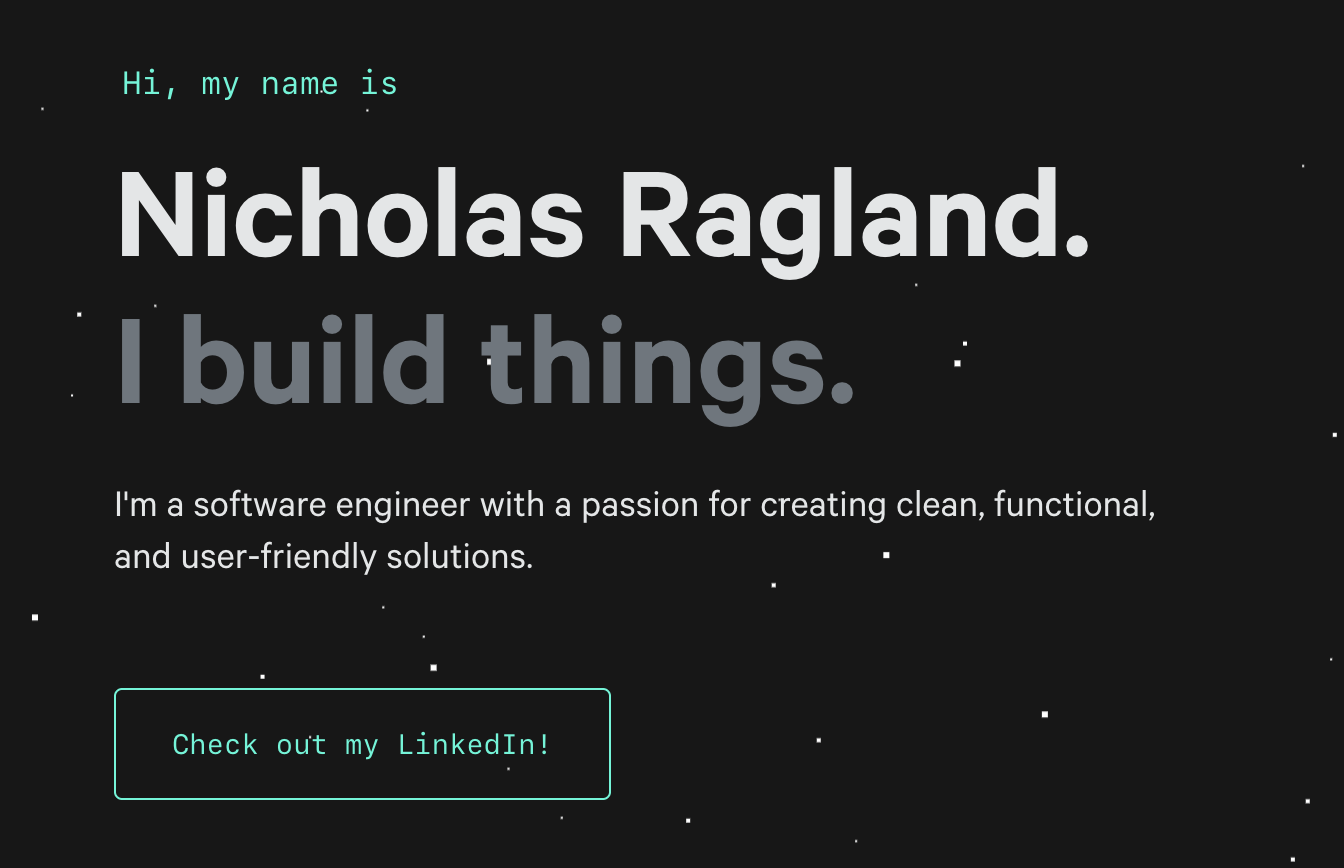 Hi, my name is
Nicholas Ragland.
I build things.
I'm a software engineer with a passion for creating clean, functional,
and user-friendly solutions.
Check out my LinkedIn!